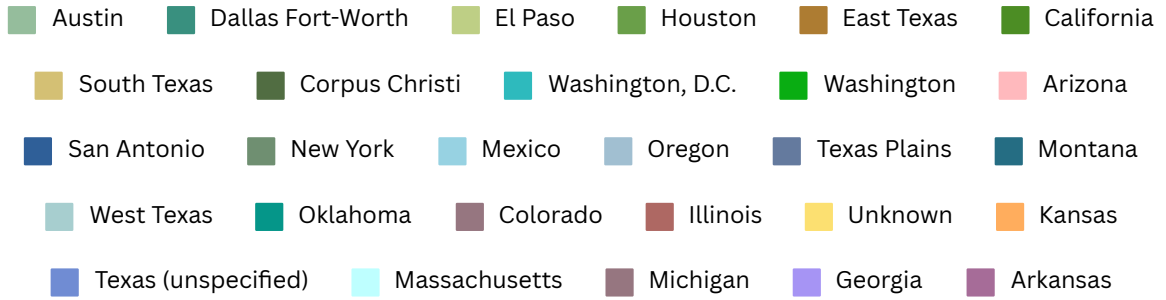 Austin Dallas Fort-Worth El Paso Houston East Texas California
South Texas Corpus Christi Washington, D.C. Washington Arizona
San Antonio New York Mexico Oregon Texas Plains Montana
West Texas Oklahoma Colorado Illinois Unknown Kansas
Texas (unspecified) Massachusetts Michigan Georgia Arkansas